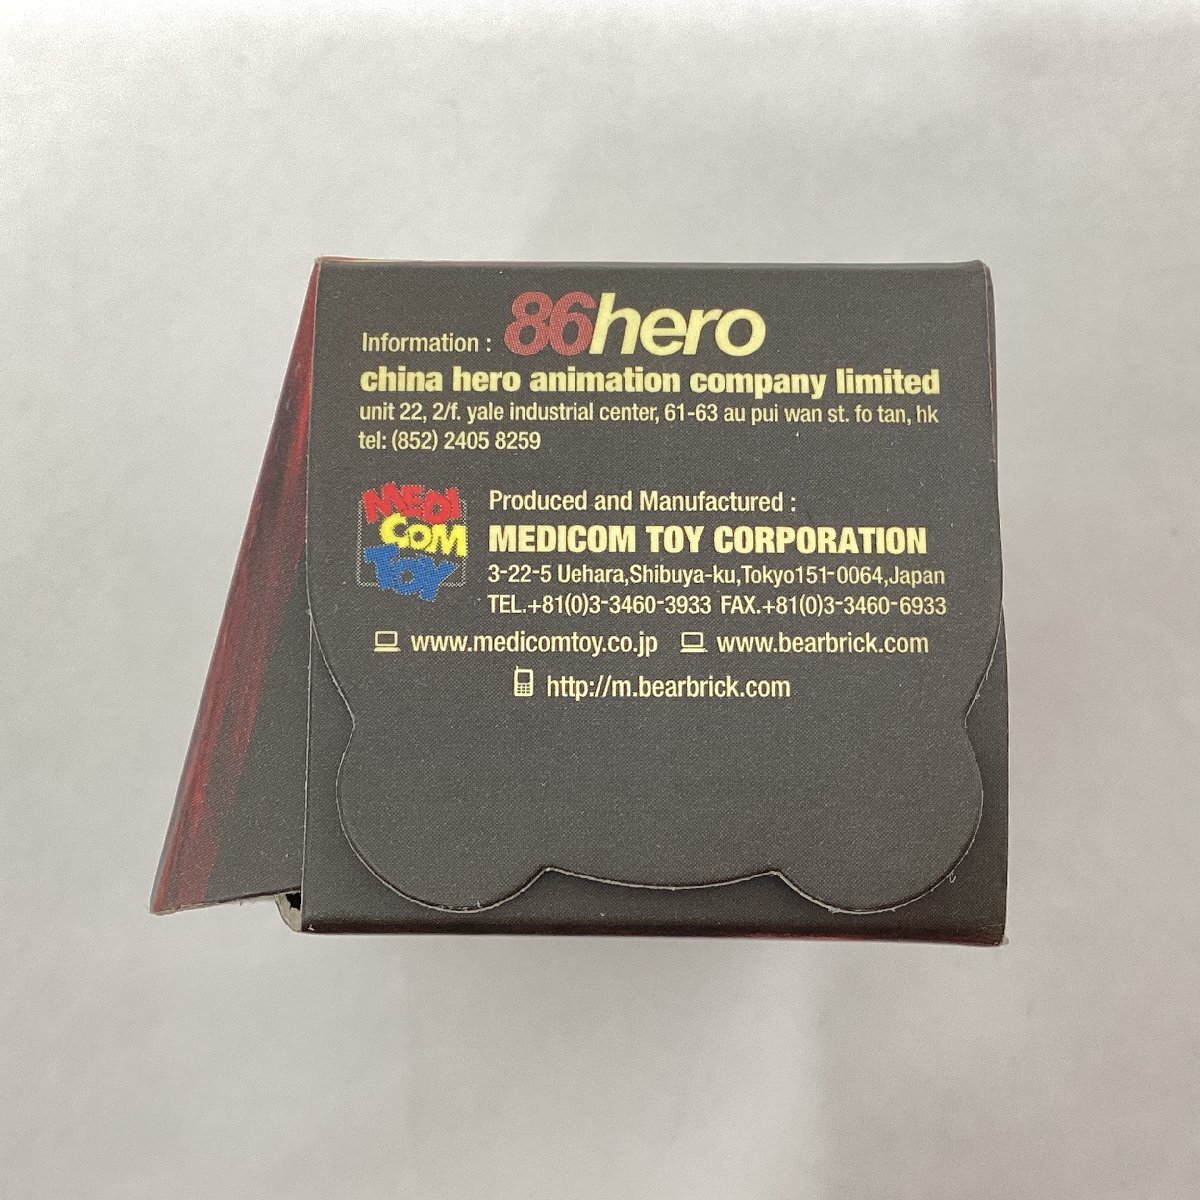 Information : 86hero
china hero animation company limited
unit 22, 2/f. yale industrial center, 61-63 au pui wan st. fo tan, hk
tel: (852) 2405 8259
MEDI
COM
TOY
Produced and Manufactured :
MEDICOM TOY CORPORATION
3-22-5 Uehara,Shibuya-ku,Tokyo151-0064,Japan
TEL.+81(0)3-3460-3933 FAX.+81(0)3-3460-6933
www.medicomtoy.co.jp www.bearbrick.com
http://m.bearbrick.com